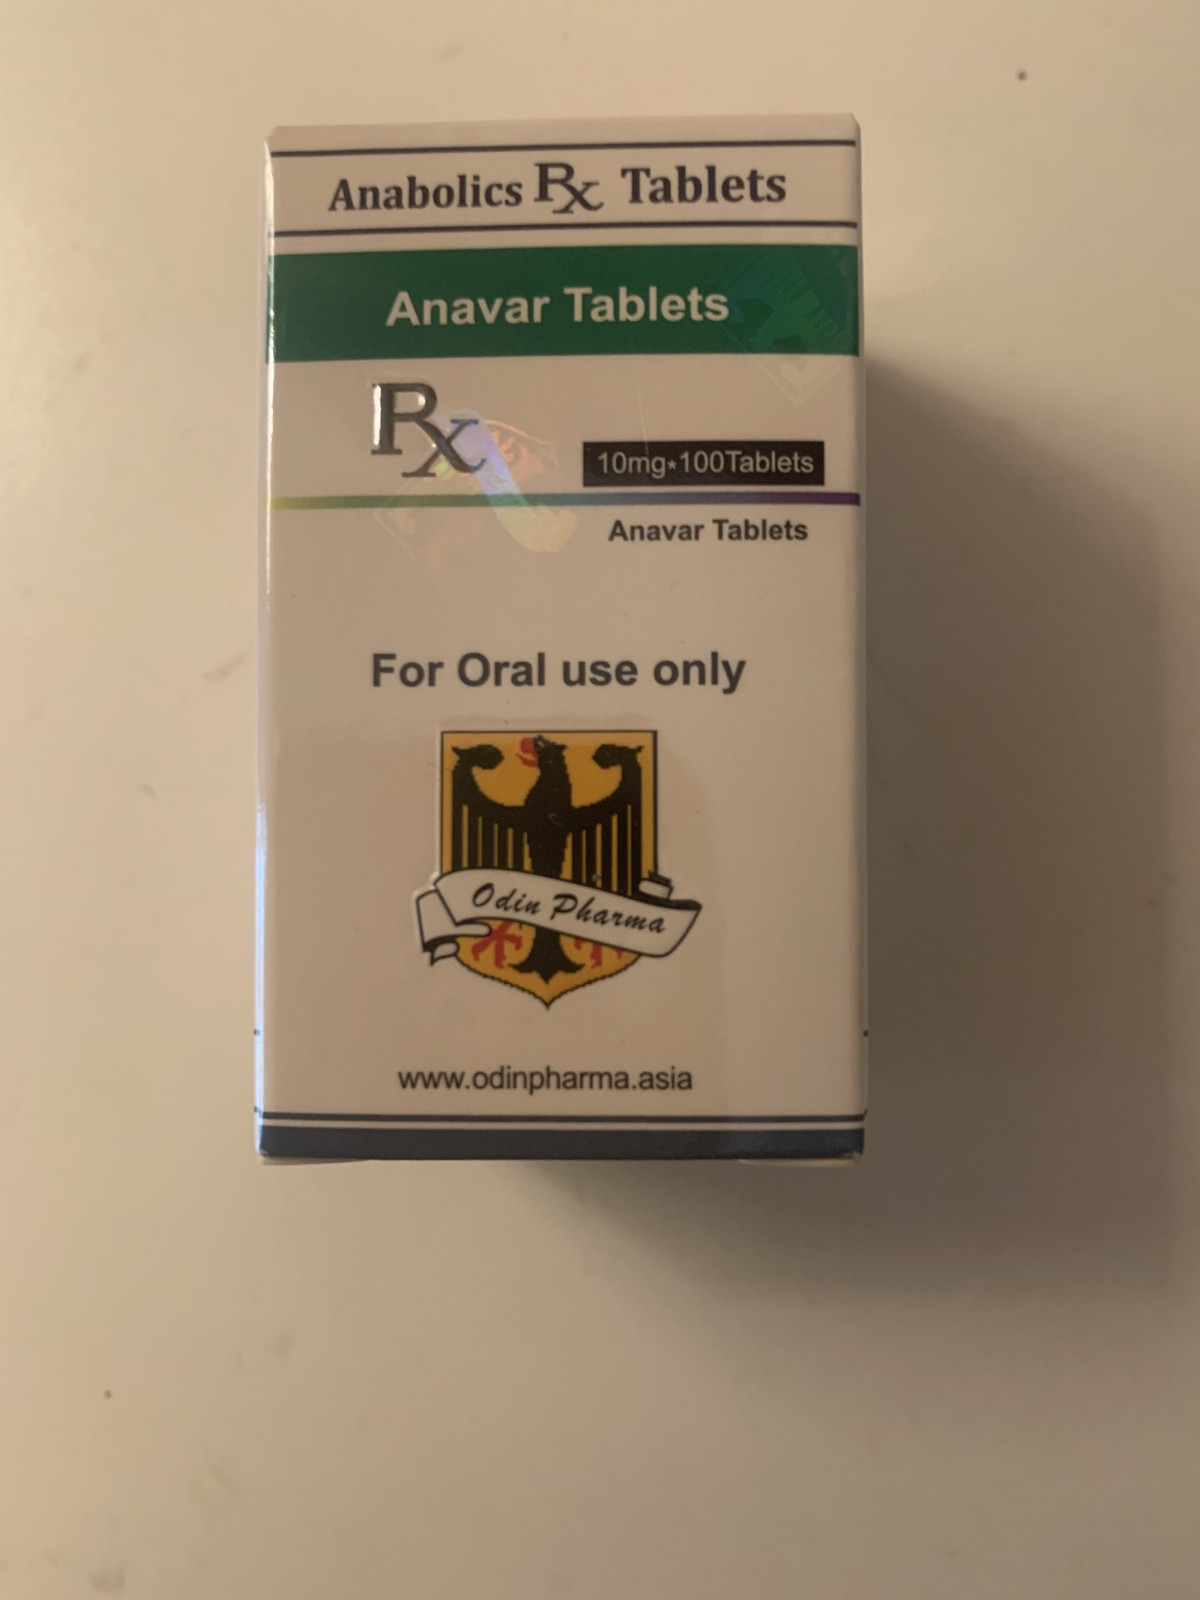 Anabolics Rx Tablets
Anavar Tablets
Rx
10mg*100Tablets
Anavar Tablets
For Oral use only
Odin Pharma
www.odinpharma.asia